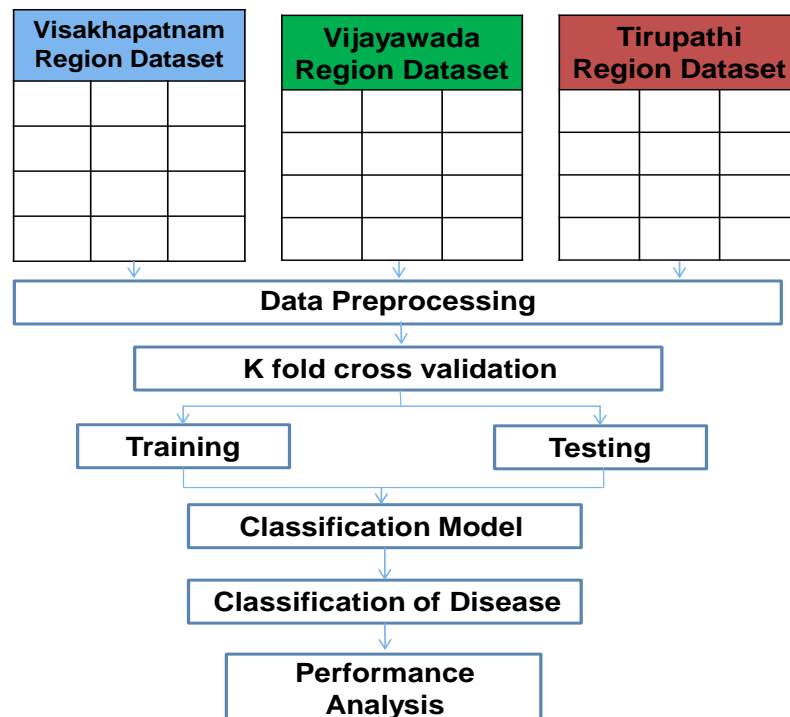 Visakhapatnam
Region Dataset
Vijayawada
Region Dataset
Tirupathi
Region Dataset
Data Preprocessing
K fold cross validation
Training
Testing
Classification Model
Classification of Disease
Performance
Analysis